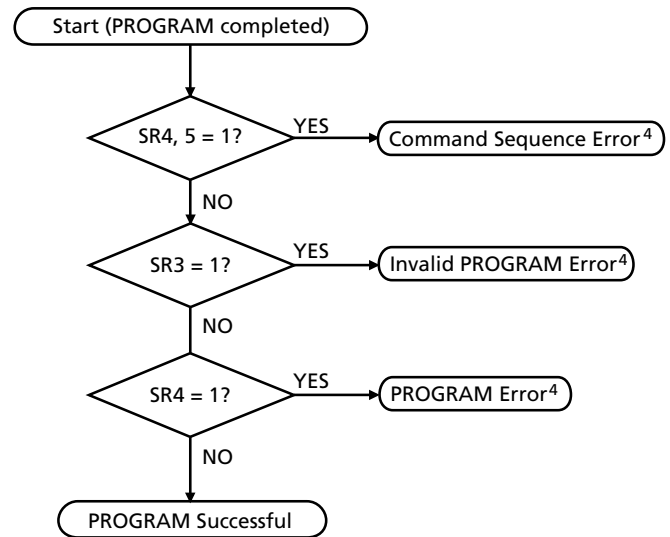 Start (PROGRAM completed)
SR4, 5 = 1?
YES
Command Sequence Error⁴
NO
SR3 = 1?
YES
Invalid PROGRAM Error⁴
NO
SR4 = 1?
YES
PROGRAM Error⁴
NO
PROGRAM Successful